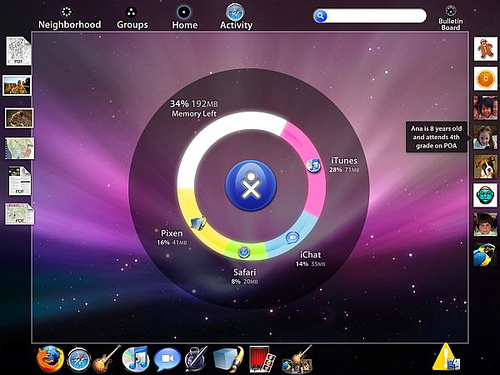 Neighborhood
Groups
Home
Activity
Bulletin
Board
PDF
34% 192MB
Memory Left
Ana is 8 years old
and attends 4th
grade on POA
iTunes
28% 71MB
PDF
Pixen
16% 41MB
iChat
14% 35MB
Safari
8% 20MB
PDF